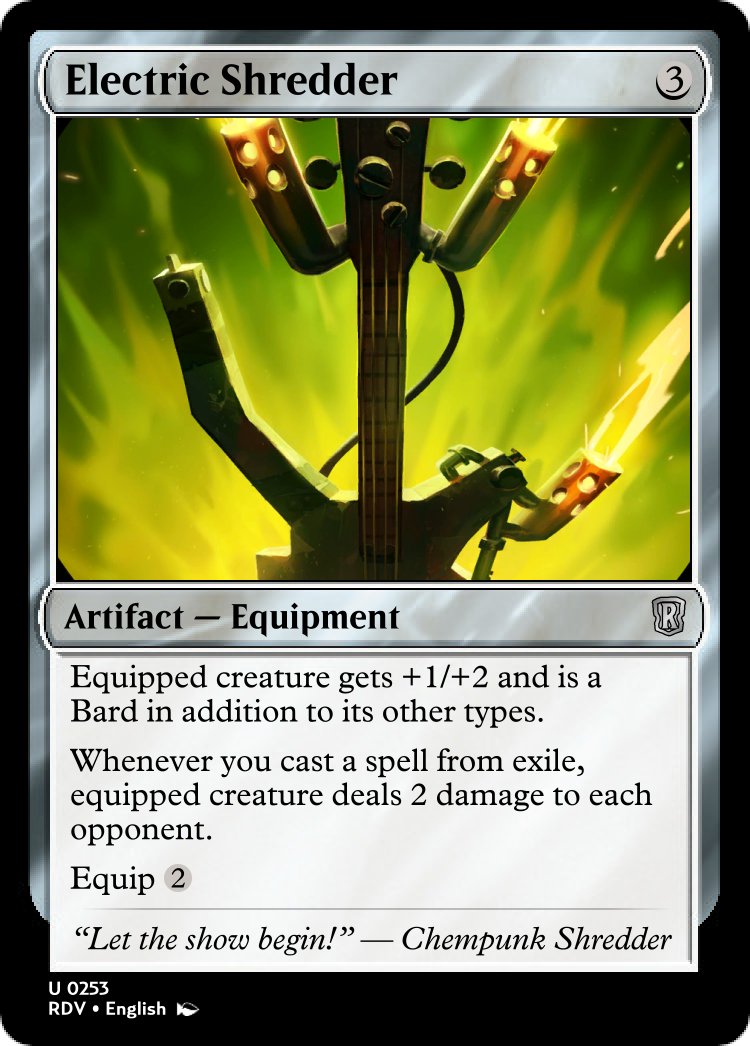 Electric Shredder 3
Artifact — Equipment R
Equipped creature gets +1/+2 and is a
Bard in addition to its other types.
Whenever you cast a spell from exile,
equipped creature deals 2 damage to each
opponent.
Equip 2
“Let the show begin!” — Chempunk Shredder
U 0253
RDV • English